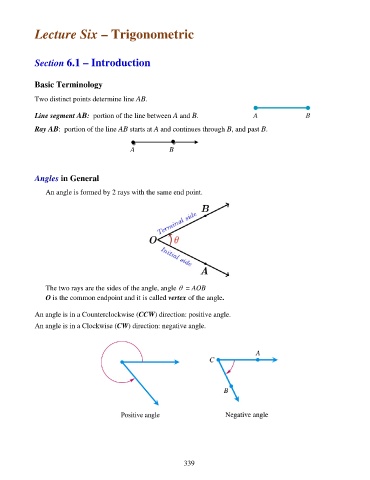 Lecture Six – Trigonometric
Section 6.1 – Introduction
Basic Terminology
Two distinct points determine line AB.
Line segment AB: portion of the line between A and B.
A B
Ray AB: portion of the line AB starts at A and continues through B, and past B.
A B
Angles in General
An angle is formed by 2 rays with the same end point.
B
Terminal side
O θ
Initial side
A
The two rays are the sides of the angle, angle θ = AOB
O is the common endpoint and it is called vertex of the angle.
An angle is in a Counterclockwise (CCW) direction: positive angle.
An angle is in a Clockwise (CW) direction: negative angle.
A
C
B
Positive angle Negative angle
339